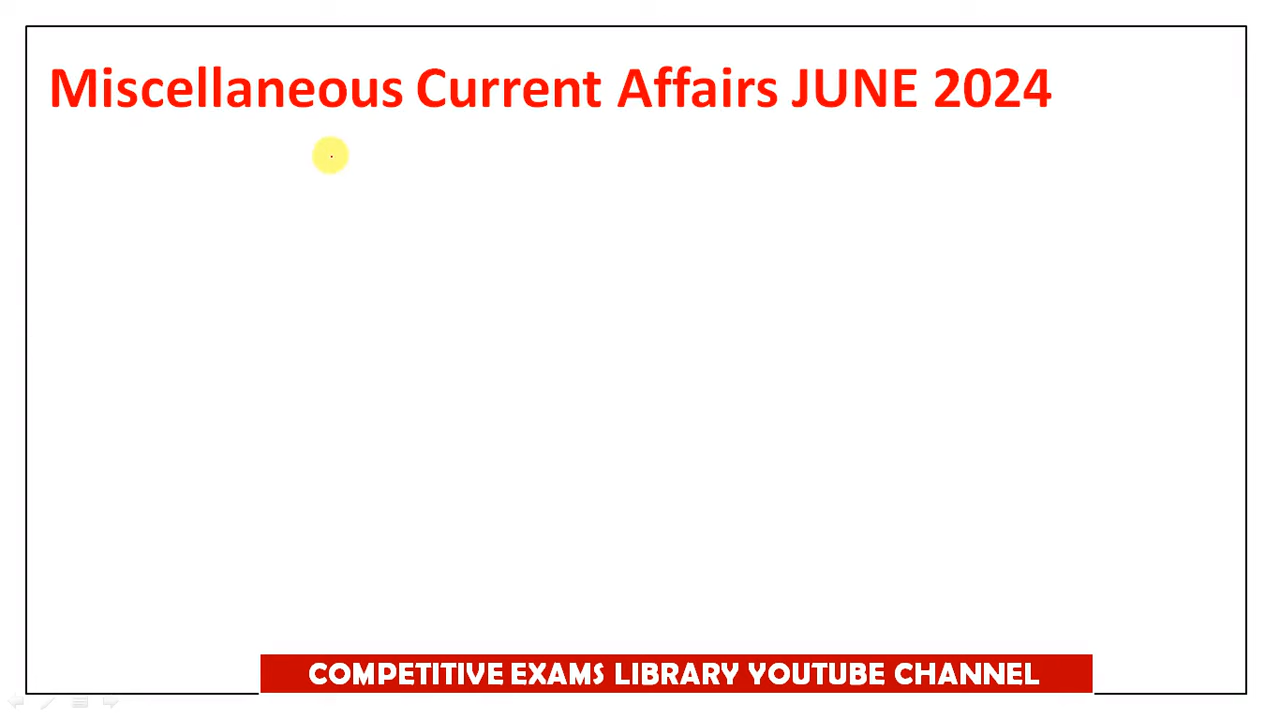 Miscellaneous Current Affairs JUNE 2024
COMPETITIVE EXAMS LIBRARY YOUTUBE CHANNEL